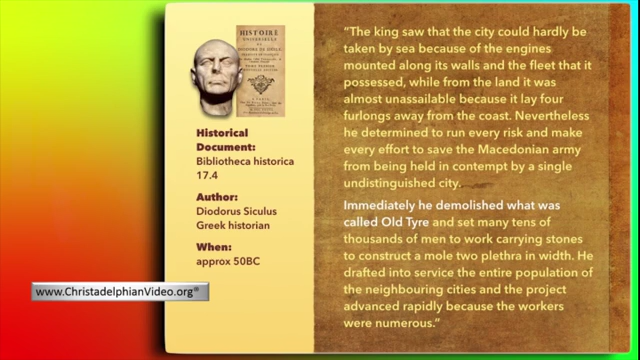 HISTOIRE
UNIVERSELLE
Historical
Document:
Bibliotheca historica
17.4
Author:
Diodorus Siculus
Greek historian
When:
approx 50BC
www.ChristadelphianVideo.org®
“The king saw that the city could hardly be
taken by sea because of the engines
mounted along its walls and the fleet that it
possessed, while from the land it was
almost unassailable because it lay four
furlongs away from the coast. Nevertheless
he determined to run every risk and make
every effort to save the Macedonian army
from being held in contempt by a single
undistinguished city.
Immediately he demolished what was
called Old Tyre and set many tens of
thousands of men to work carrying stones
to construct a mole two plethra in width. He
drafted into service the entire population of
the neighbouring cities and the project
advanced rapidly because the workers
were numerous.”